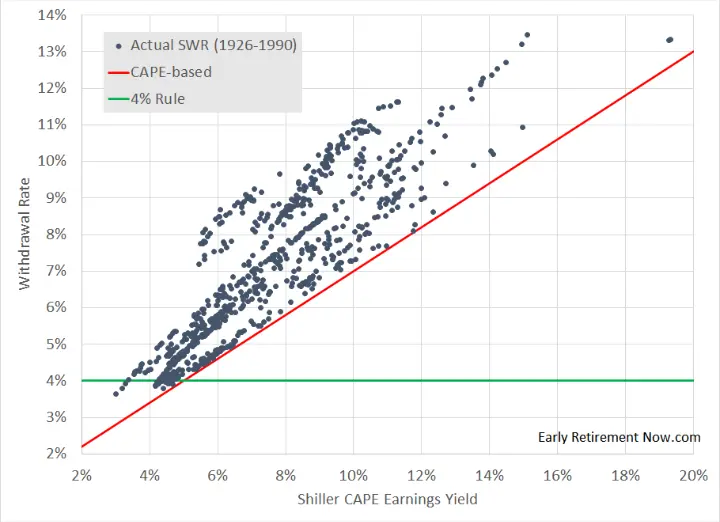 14%
13%
12%
11%
10%
9%
8%
7%
6%
5%
4%
3%
2%
Withdrawal Rate
Actual SWR (1926-1990)
CAPE-based
4% Rule
Early Retirement Now.com
2% 4% 6% 8% 10% 12% 14% 16% 18% 20%
Shiller CAPE Earnings Yield